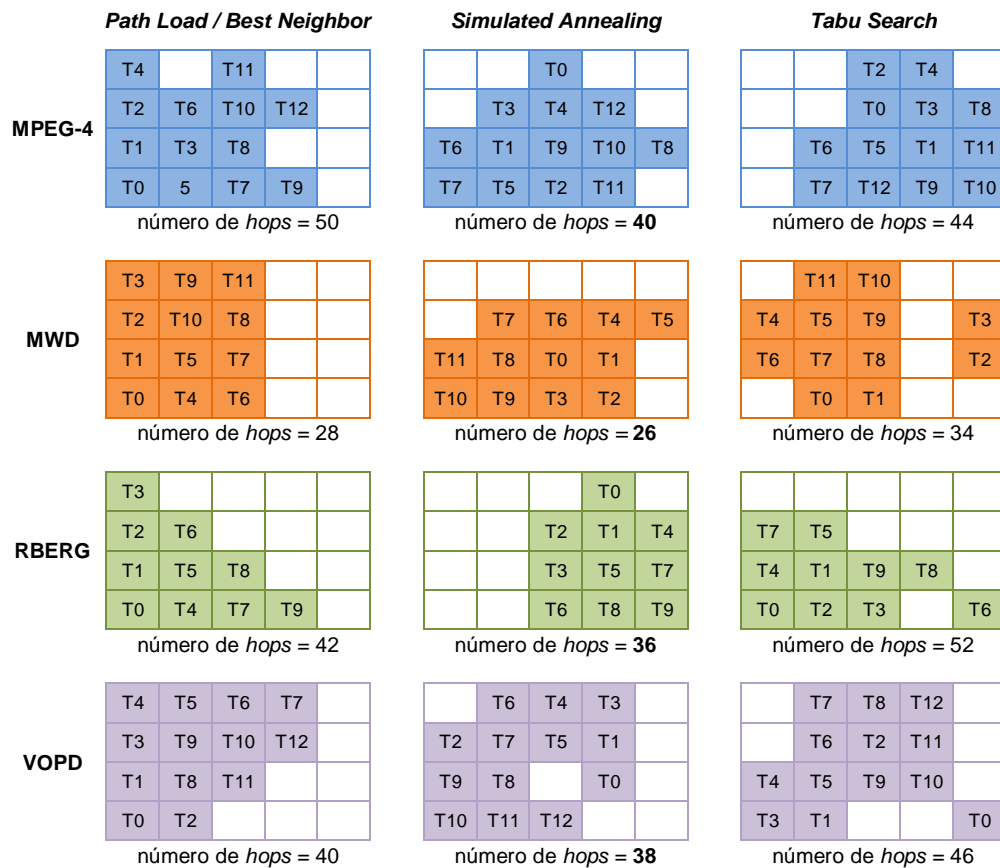 Path Load / Best Neighbor Simulated Annealing Tabu Search
T4 T11 T0 T2 T4
T2 T6 T10 T12 T3 T4 T12 T0 T3 T8
MPEG-4
T1 T3 T8 T6 T1 T9 T10 T8 T6 T5 T1 T11
T0 5 T7 T9 T7 T5 T2 T11 T7 T12 T9 T10
número de hops = 50 número de hops = 40 número de hops = 44
T3 T9 T11 T11 T10
T2 T10 T8 T7 T6 T4 T5 T4 T5 T9 T3
MWD
T1 T5 T7 T11 T8 T0 T1 T6 T7 T8 T2
T0 T4 T6 T10 T9 T3 T2 T0 T1
número de hops = 28 número de hops = 26 número de hops = 34
T3 T0
T2 T6 T2 T1 T4 T7 T5
RBERG
T1 T5 T8 T3 T5 T7 T4 T1 T9 T8
T0 T4 T7 T9 T6 T8 T9 T0 T2 T3 T6
número de hops = 42 número de hops = 36 número de hops = 52
T4 T5 T6 T7 T6 T4 T3 T7 T8 T12
T3 T9 T10 T12 T2 T7 T5 T1 T6 T2 T11
VOPD
T1 T8 T11 T9 T8 T0 T4 T5 T9 T10
T0 T2 T10 T11 T12 T3 T1 T0
número de hops = 40 número de hops = 38 número de hops = 46